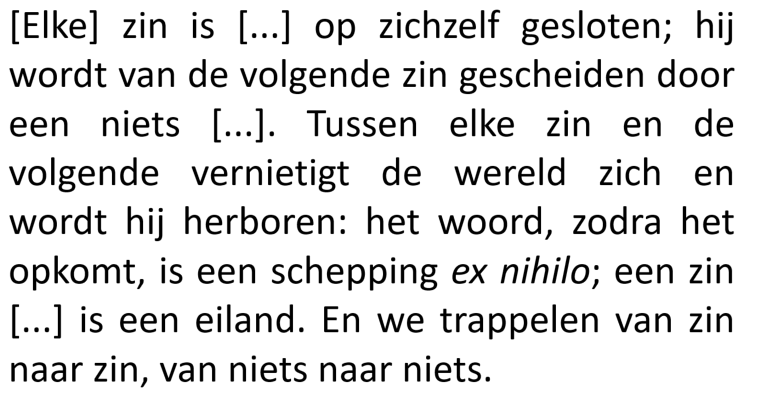 [Elke] zin is [...] op zichzelf gesloten; hij
wordt van de volgende zin gescheiden door
een niets [...]. Tussen elke zin en de
volgende vernietigt de wereld zich en
wordt hij herboren: het woord, zodra het
opkomt, is een schepping ex nihilo; een zin
[...] is een eiland. En we trappelen van zin
naar zin, van niets naar niets.